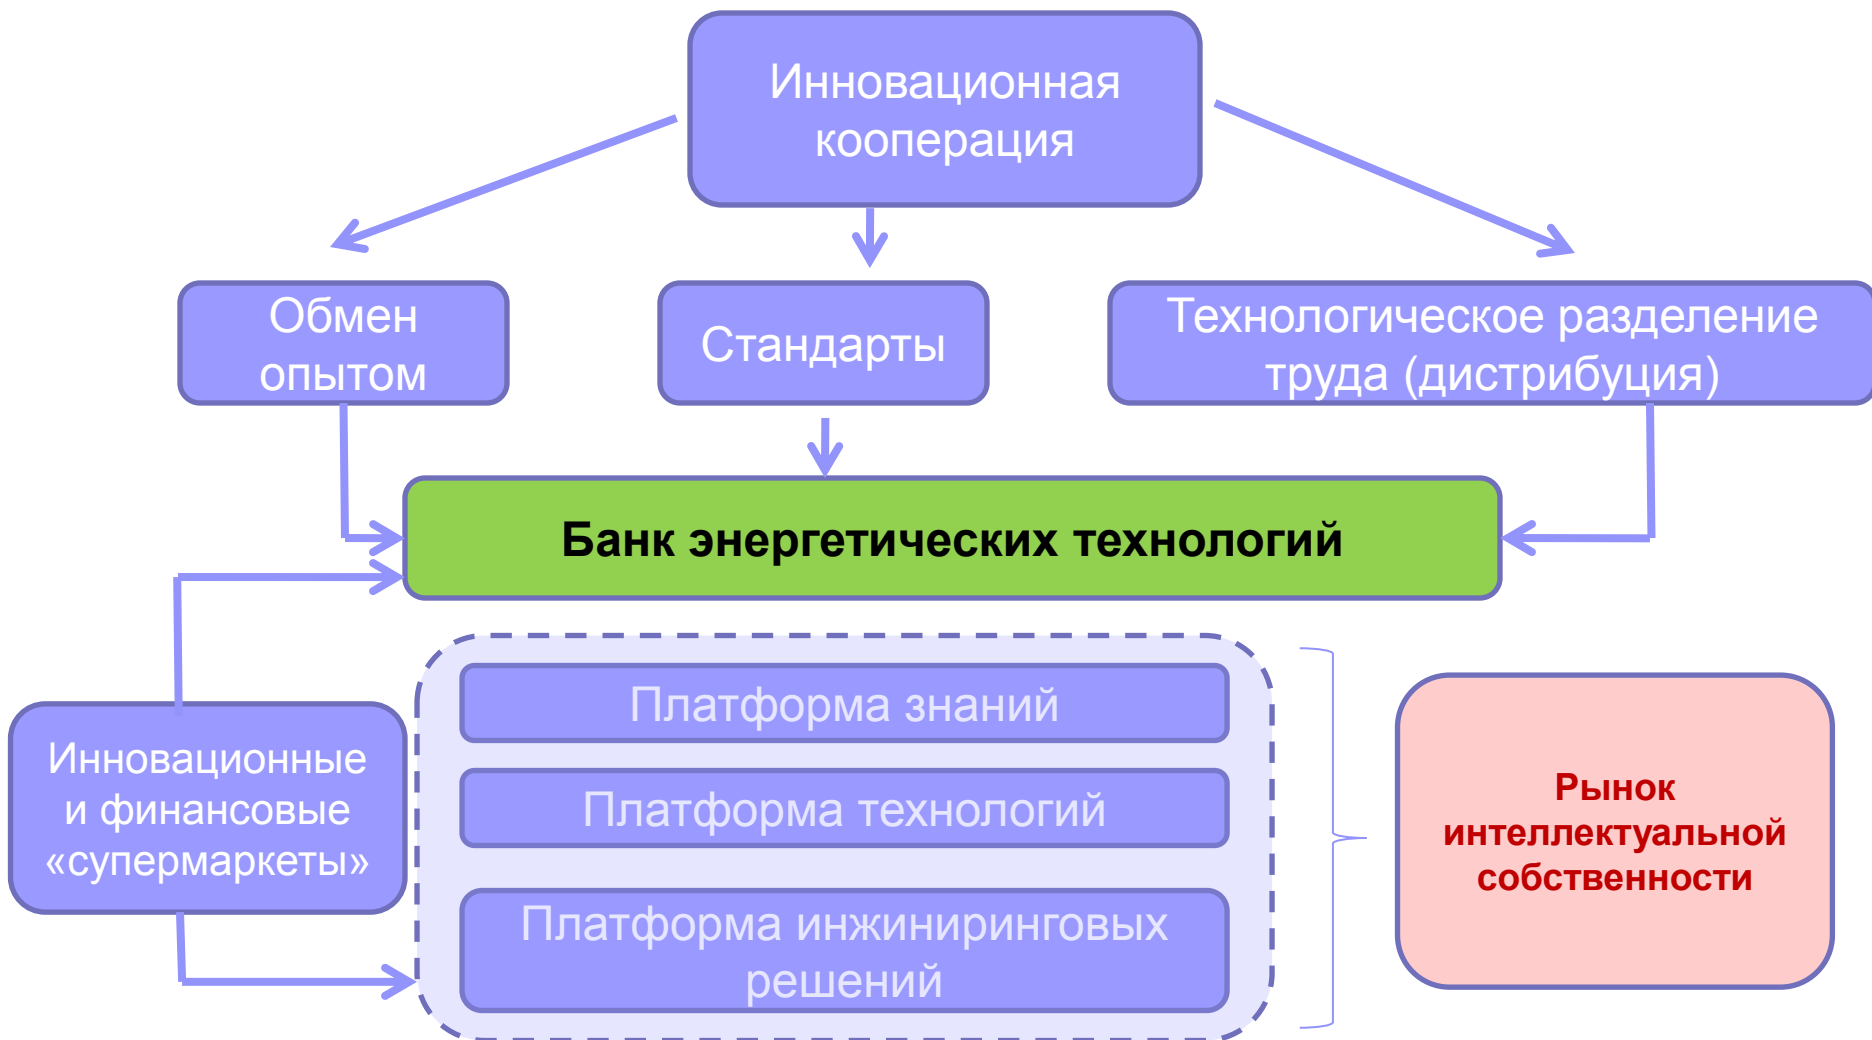 Инновационная
кооперация
Обмен
опытом
Стандарты
Технологическое разделение
труда (дистрибуция)
Банк энергетических технологий
Инновационные
и финансовые
«супермаркеты»
Платформа знаний
Платформа технологий
Платформа инжиниринговых
решений
Рынок
интеллектуальной
собственности